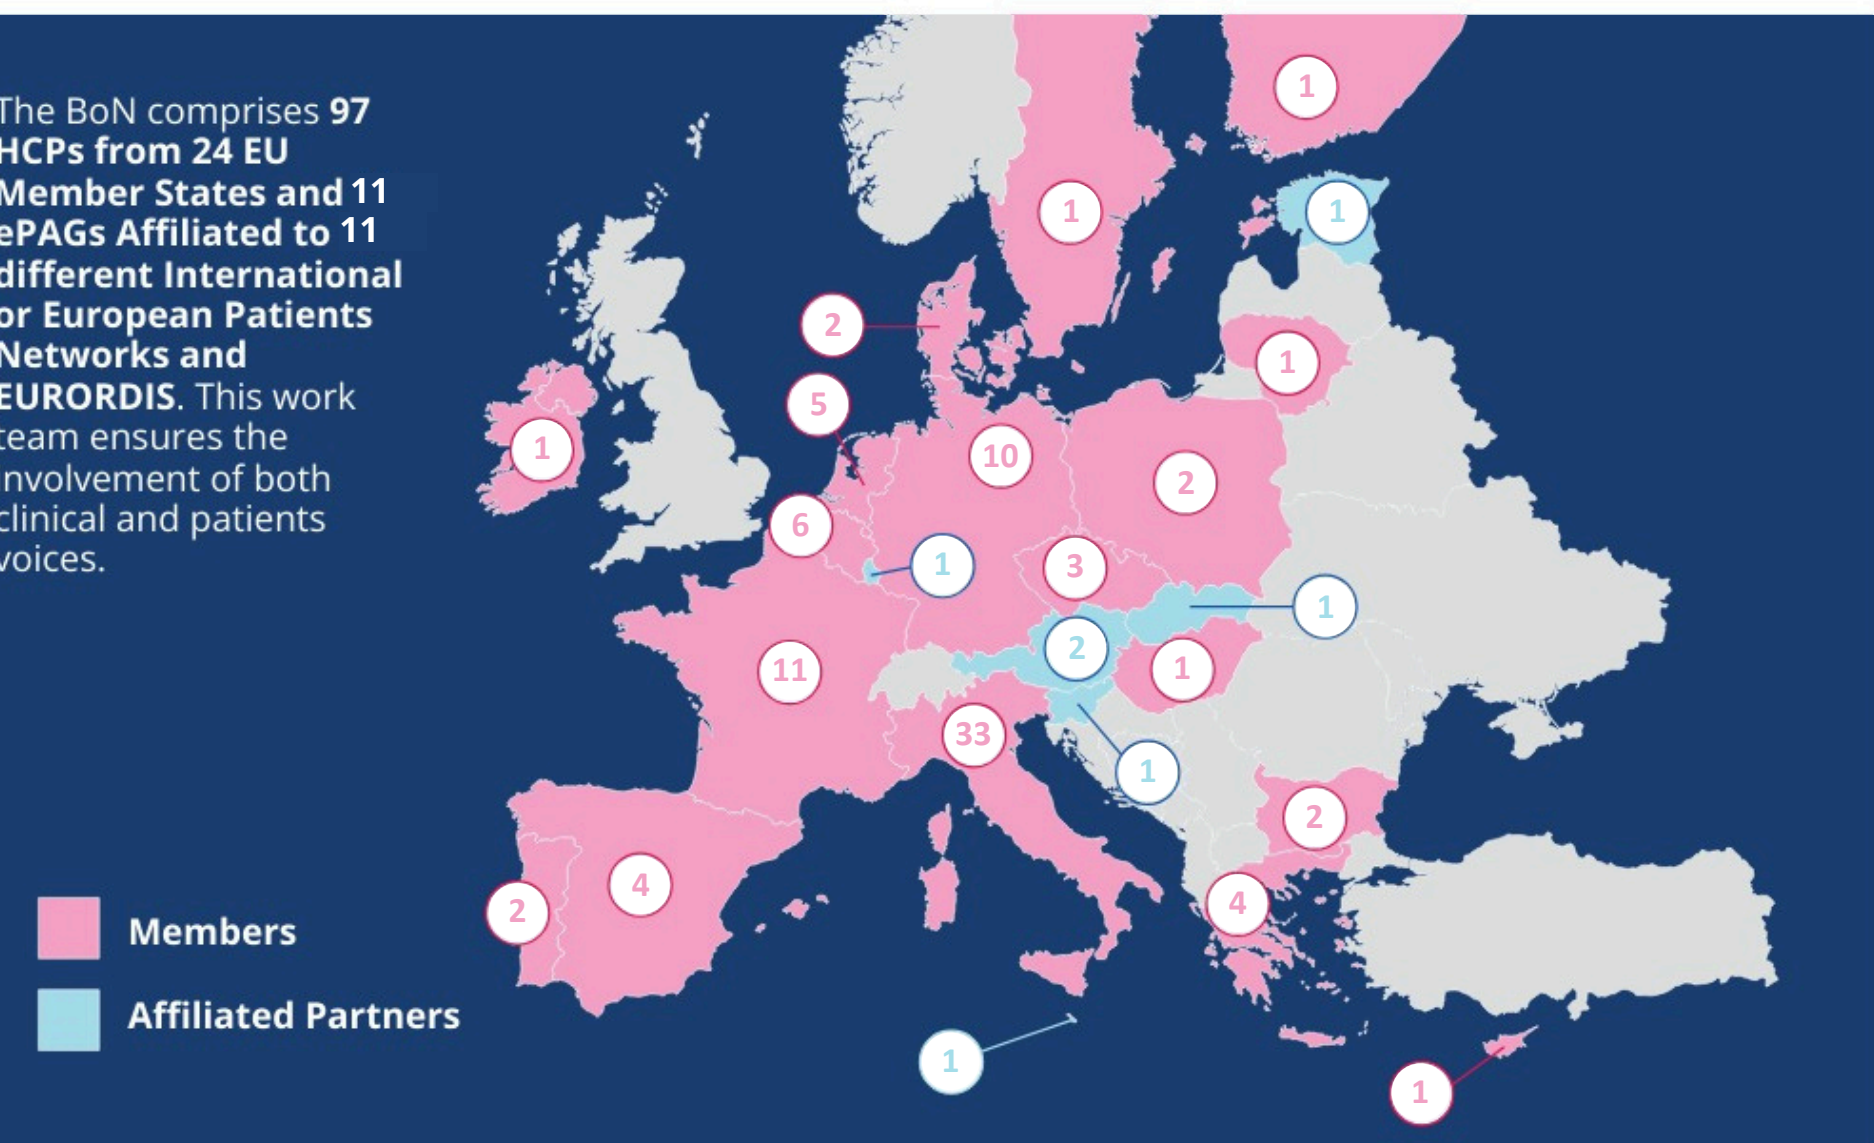 The BoN comprises 97
HCPs from 24 EU
Member States and 11
ePAGs Affiliated to 11
different International
or European Patients
Networks and
EURORDIS. This work
team ensures the
involvement of both
clinical and patients
voices.
Members
Affiliated Partners
1
1
1
2
1
5
1
10
2
6
1
3
1
2
1
11
33
1
2
4
2
4
1
1